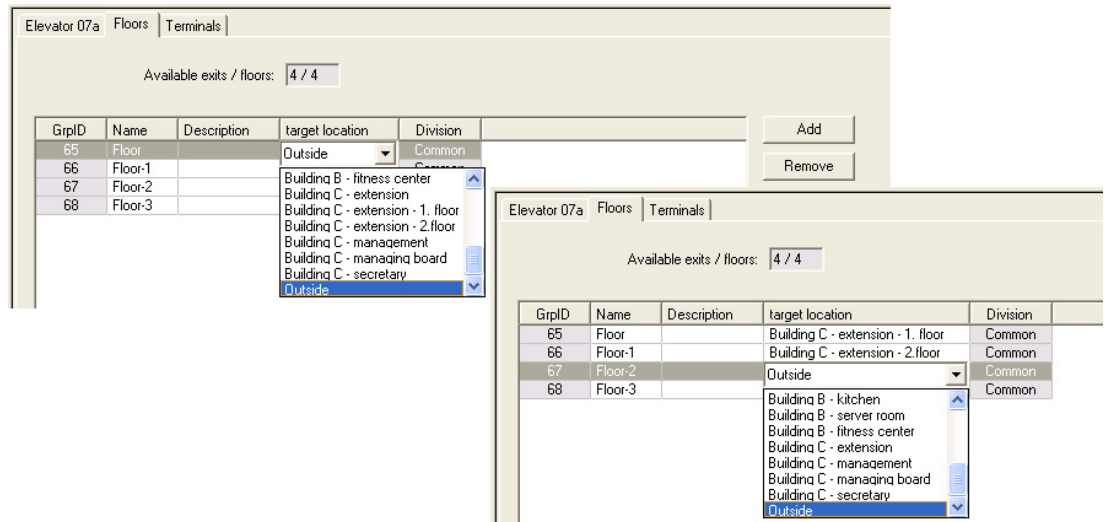 Elevator 07a Floors Terminals
Available exits / floors: 4 / 4
GrpID Name Description target location Division
65 Floor Outside Common
66 Floor-1 Common
67 Floor-2
68 Floor-3
Building B - fitness center
Building C - extension
Building C - extension - 1. floor
Building C - extension - 2.floor
Building C - management
Building C - managing board
Building C - secretary
Outside
Add
Remove
Elevator 07a Floors Terminals
Available exits / floors: 4 / 4
GrpID Name Description target location Division
65 Floor Building C - extension - 1. floor Common
66 Floor-1 Building C - extension - 2.floor Common
67 Floor-2 Outside Common
68 Floor-3 Common
Building B - kitchen
Building B - server room
Building B - fitness center
Building C - extension
Building C - management
Building C - managing board
Building C - secretary
Outside